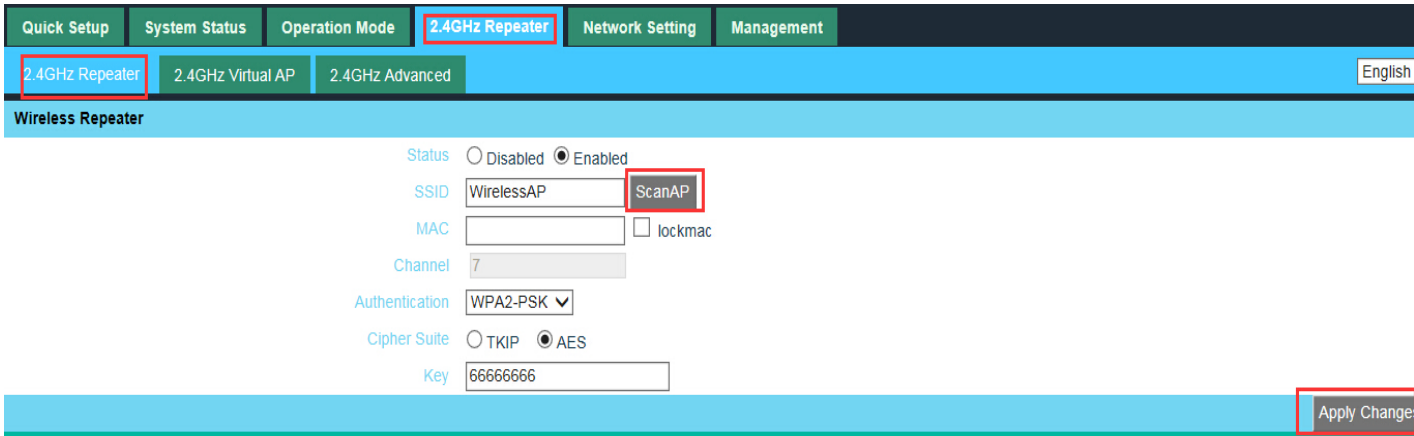 Quick Setup System Status Operation Mode 2.4GHz Repeater Network Setting Management
2.4GHz Repeater 2.4GHz Virtual AP 2.4GHz Advanced English
Wireless Repeater
Status Disabled Enabled
SSID WirelessAP ScanAP
MAC lockmac
Channel 7
Authentication WPA2-PSK
Cipher Suite TKIP AES
Key 66666666
Apply Changes